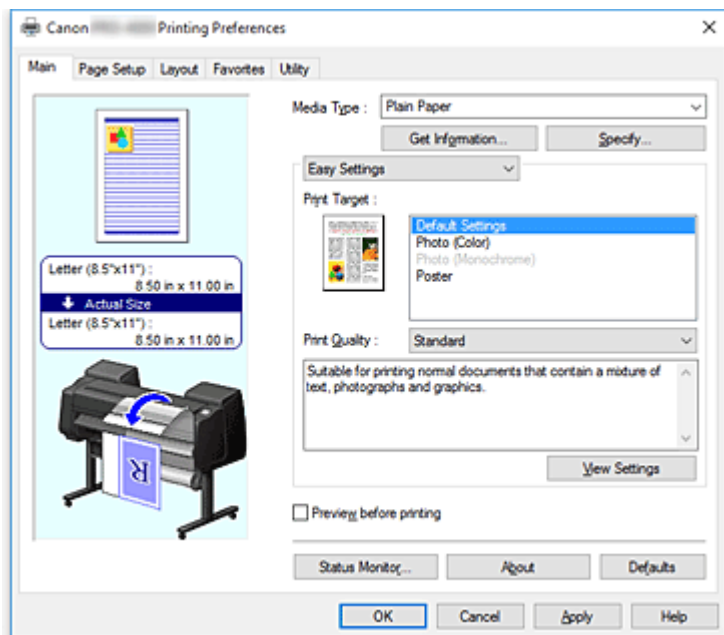 Canon Printing Preferences
Main Page Setup Layout Favorites Utility
Media Type : Plain Paper
Get Information... Specify...
Easy Settings
Print Target :
Default Settings
Photo (Color)
Photo (Monochrome)
Poster
Letter (8.5"x11") :
8.50 in x 11.00 in
Actual Size
Letter (8.5"x11") :
8.50 in x 11.00 in
R
Print Quality : Standard
Suitable for printing normal documents that contain a mixture of
text, photographs and graphics.
View Settings
Preview before printing
Status Monitor... About Defaults
OK Cancel Apply Help